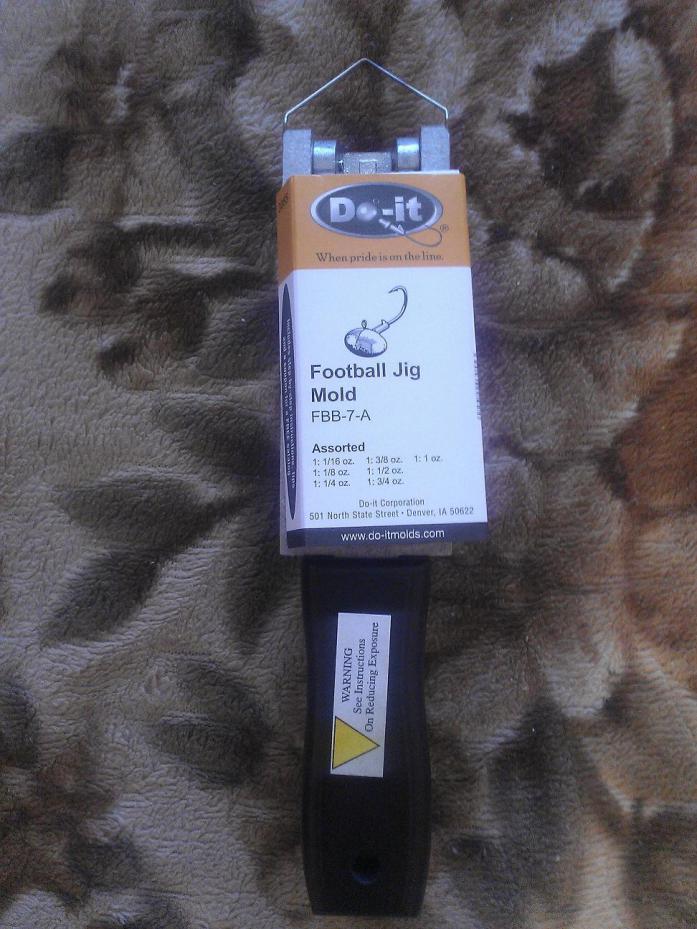 Do-it®
When pride is on the line.
Football Jig
Mold
FBB-7-A
Assorted
1: 1/16 oz. 1: 3/8 oz. 1: 1 oz.
1: 1/8 oz. 1: 1/2 oz.
1: 1/4 oz. 1: 3/4 oz.
Do-it Corporation
501 North State Street • Denver, IA 50622
www.do-itmolds.com
WARNING
See Instructions
On Reducing Exposure